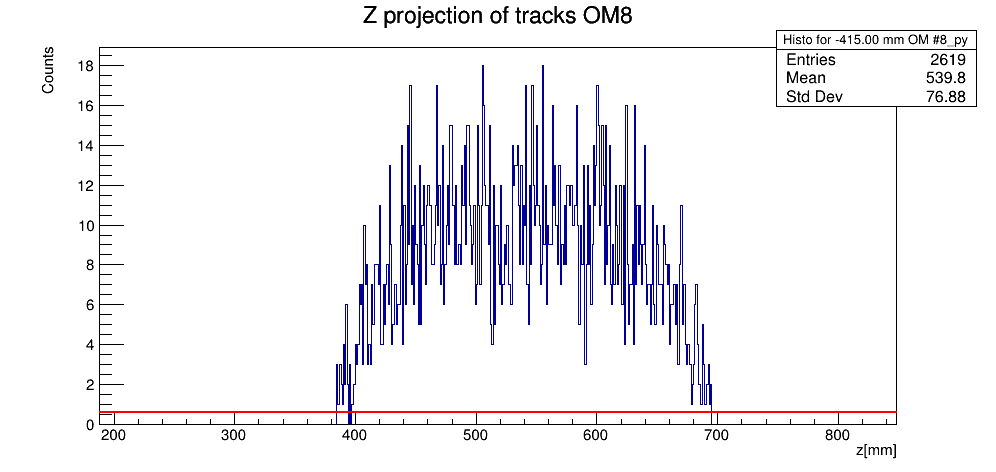 Z projection of tracks OM8
Histo for -415.00 mm OM #8_py
Entries 2619
Mean 539.8
Std Dev 76.88
Counts
18
16
14
12
10
8
6
4
2
0
200 300 400 500 600 700 800
z[mm]